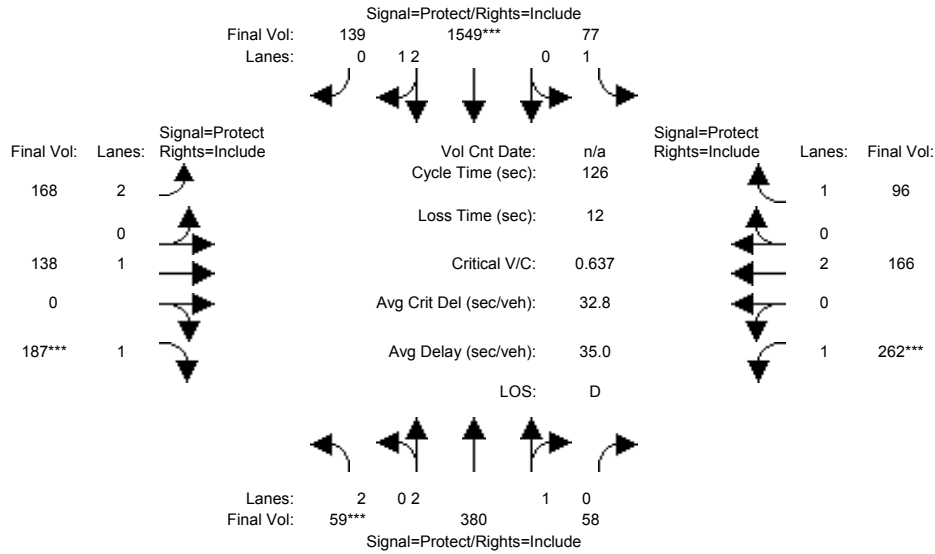 Signal=Protect/Rights=Include
Final Vol: 139 1549*** 77
Lanes: 0 1 2 0 1
Signal=Protect
Final Vol: Lanes: Rights=Include
Vol Cnt Date: n/a
Signal=Protect
Rights=Include Lanes: Final Vol:
Cycle Time (sec): 126
168 2
1 96
Loss Time (sec): 12
0
0
138 1
Critical V/C: 0.637
2 166
0
Avg Crit Del (sec/veh): 32.8
0
187*** 1
Avg Delay (sec/veh): 35.0
1 262***
LOS: D
Lanes: 2 0 2 1 0
Final Vol: 59*** 380 58
Signal=Protect/Rights=Include